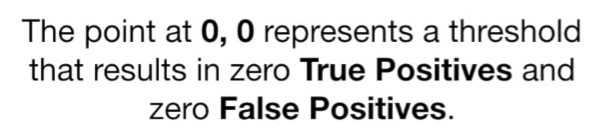 The point at 0, 0 represents a threshold
that results in zero True Positives and
zero False Positives.